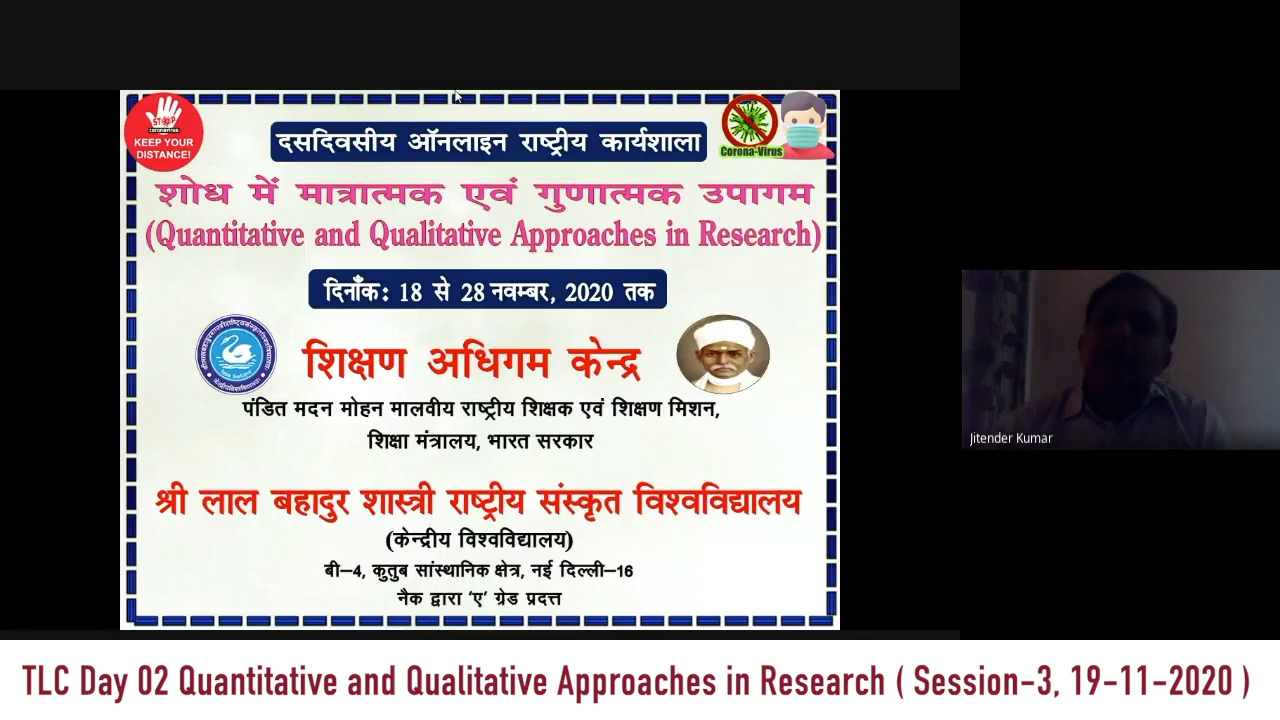 STOP
coronavirus
KEEP YOUR
DISTANCE!
Corona-Virus
दसदिवसीय ऑनलाइन राष्ट्रीय कार्यशाला
शोध में मात्रात्मक एवं गुणात्मक उपागम
(Quantitative and Qualitative Approaches in Research)
दिनाँक: 18 से 28 नवम्बर, 2020 तक
शिक्षण अधिगम केन्द्र
पंडित मदन मोहन मालवीय राष्ट्रीय शिक्षक एवं शिक्षण मिशन,
शिक्षा मंत्रालय, भारत सरकार
श्री लाल बहादुर शास्त्री राष्ट्रीय संस्कृत विश्वविद्यालय
(केन्द्रीय विश्वविद्यालय)
बी–4, कुतुब सांस्थानिक क्षेत्र, नई दिल्ली–16
नैक द्वारा ‘ए’ ग्रेड प्रदत्त
Jitender Kumar
TLC Day 02 Quantitative and Qualitative Approaches in Research ( Session-3, 19-11-2020 )